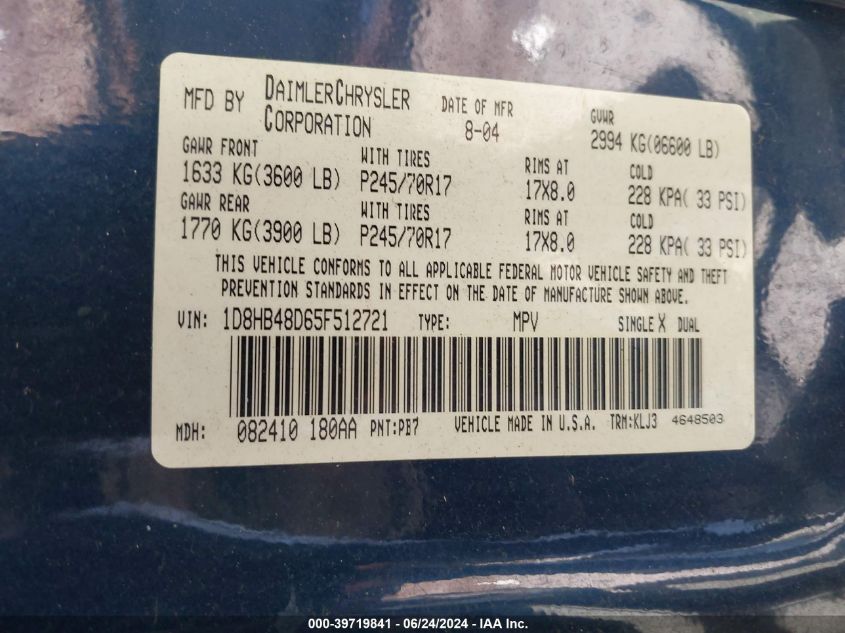 MFD BY DAIMLERCHRYSLER CORPORATION
DATE OF MFR 8-04
GVWR 2994 KG(06600 LB)
GAWR FRONT WITH TIRES RIMS AT COLD
1633 KG(3600 LB) P245/70R17 17X8.0 228 KPA( 33 PSI)
GAWR REAR WITH TIRES RIMS AT COLD
1770 KG(3900 LB) P245/70R17 17X8.0 228 KPA( 33 PSI)
THIS VEHICLE CONFORMS TO ALL APPLICABLE FEDERAL MOTOR VEHICLE SAFETY AND THEFT
PREVENTION STANDARDS IN EFFECT ON THE DATE OF MANUFACTURE SHOWN ABOVE.
VIN: 1D8HB48D65F512721 TYPE: MPV SINGLE X DUAL
MDH: 082410 180AA PNT:PB7 VEHICLE MADE IN U.S.A. TRM:KLJ3 4648503
000-39719841 / 06/24/2024 / IAA Inc.